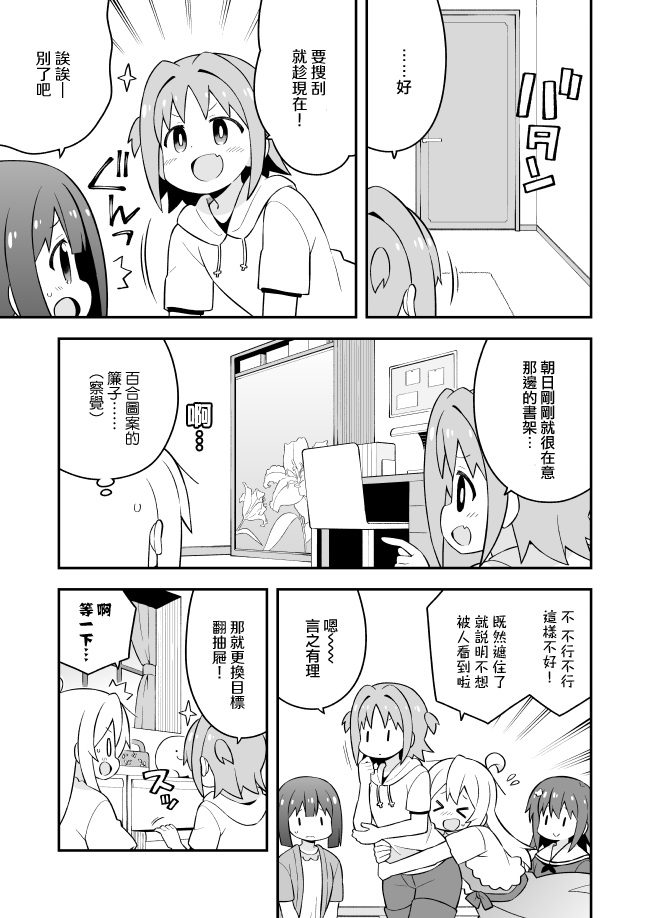 バタン
……好
要搜刮
就趁現在！
ぐんっ
誒誒—
別了吧
朝日剛剛就很在意
那邊的書架…
啊…
百合圖案的
簾子……
（察覺）
不 不行不行
這樣不好！
既然遮住了
就說明不想
被人看到啦
嗯~~~
言之有理
那就更換目標
翻抽屜！
スッ
啊
等一下…